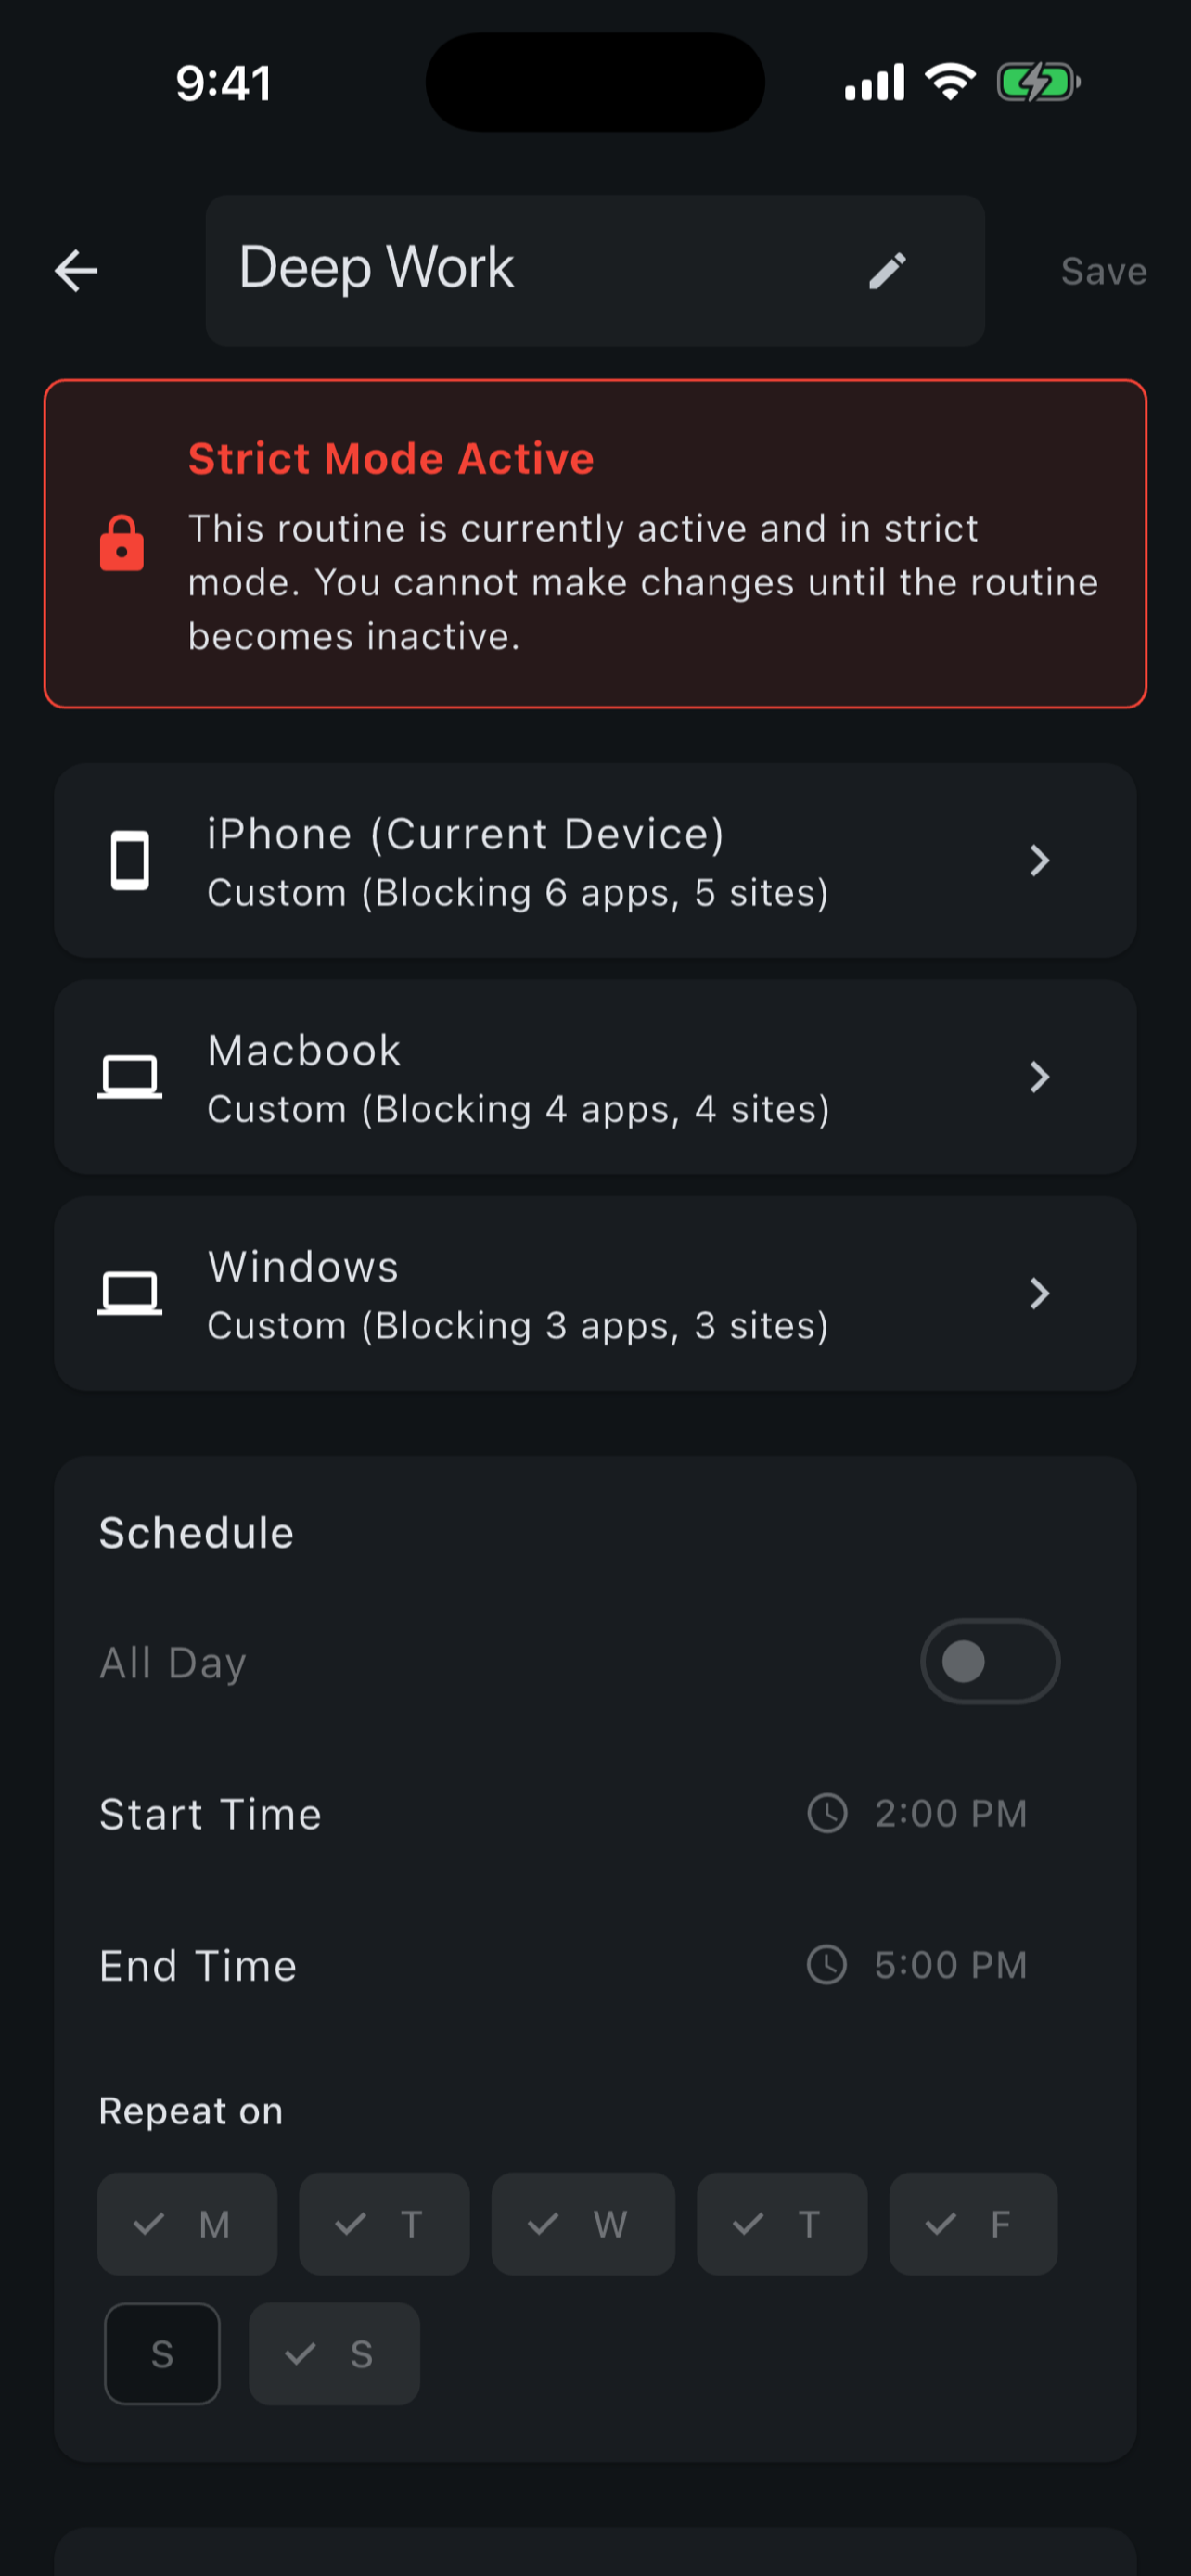 9:41
Deep Work
Save
Strict Mode Active
This routine is currently active and in strict
mode. You cannot make changes until the routine
becomes inactive.
iPhone (Current Device)
Custom (Blocking 6 apps, 5 sites)
Macbook
Custom (Blocking 4 apps, 4 sites)
Windows
Custom (Blocking 3 apps, 3 sites)
Schedule
All Day
Start Time 2:00 PM
End Time 5:00 PM
Repeat on
M T W T F
S S